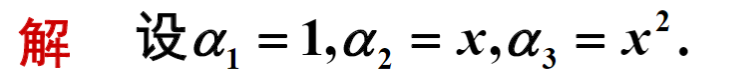 解 设α₁ = 1,α₂ = x,α₃ = x².